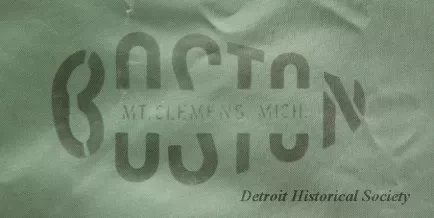 BOSTON
MT. CLEMENS, MICH.
Detroit Historical Society